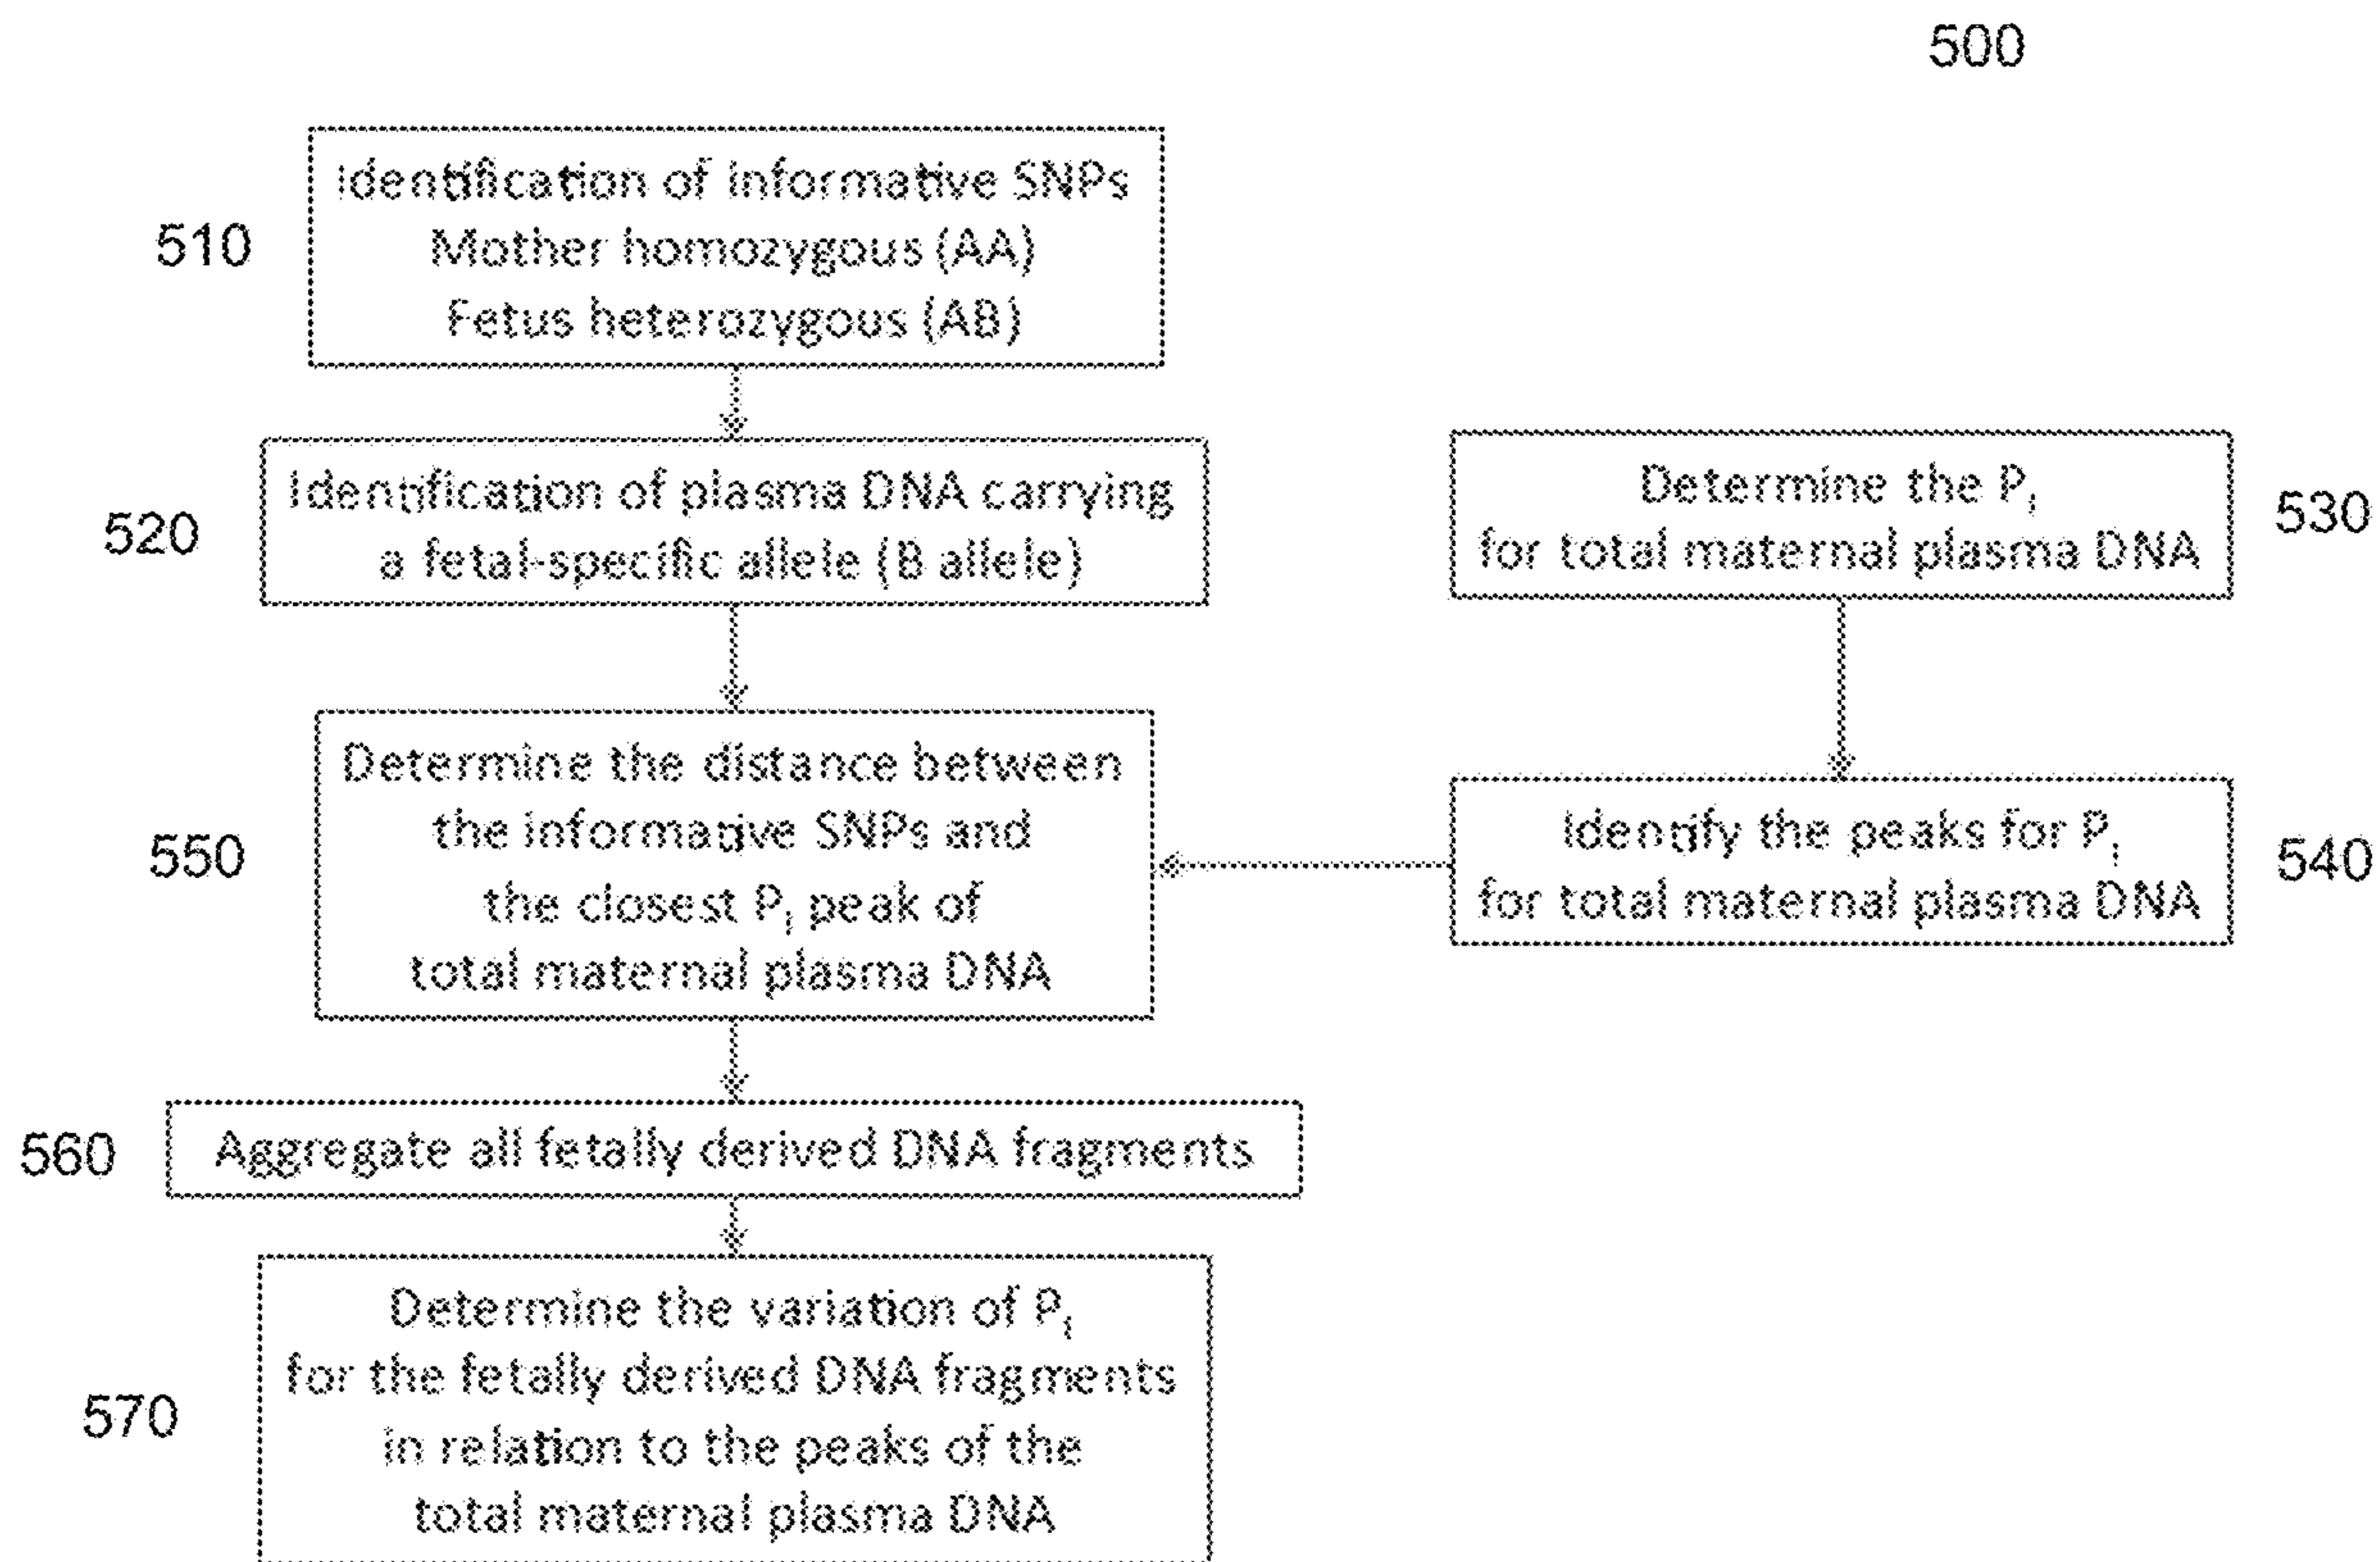 500
510
Identification of informative SNPs
Mother homozygous (AA)
Fetus heterozygous (AB)
520
Identification of plasma DNA carrying
a fetal-specific allele (B allele)
530
Determine the Pᵢ
for total maternal plasma DNA
540
Identify the peaks for Pᵢ
for total maternal plasma DNA
550
Determine the distance between
the informative SNPs and
the closest Pᵢ peak of
total maternal plasma DNA
560
Aggregate all fetally derived DNA fragments
570
Determine the variation of Pᵢ
for the fetally derived DNA fragments
in relation to the peaks of the
total maternal plasma DNA